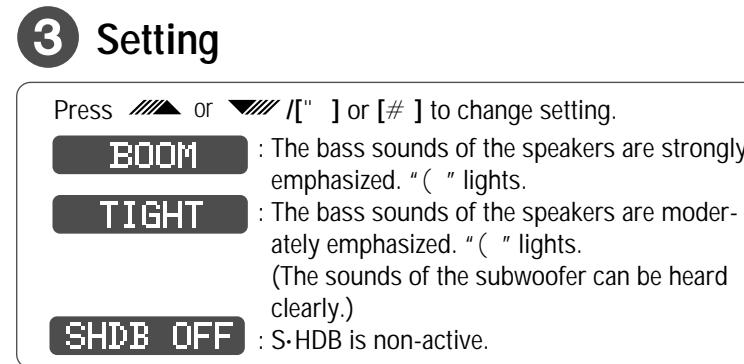 3 Setting
Press or /[" ] or [# ] to change setting.
BOOM : The bass sounds of the speakers are strongly
emphasized. “( ” lights.
TIGHT : The bass sounds of the speakers are moder-
ately emphasized. “( ” lights.
(The sounds of the subwoofer can be heard
clearly.)
SHDB OFF : S·HDB is non-active.